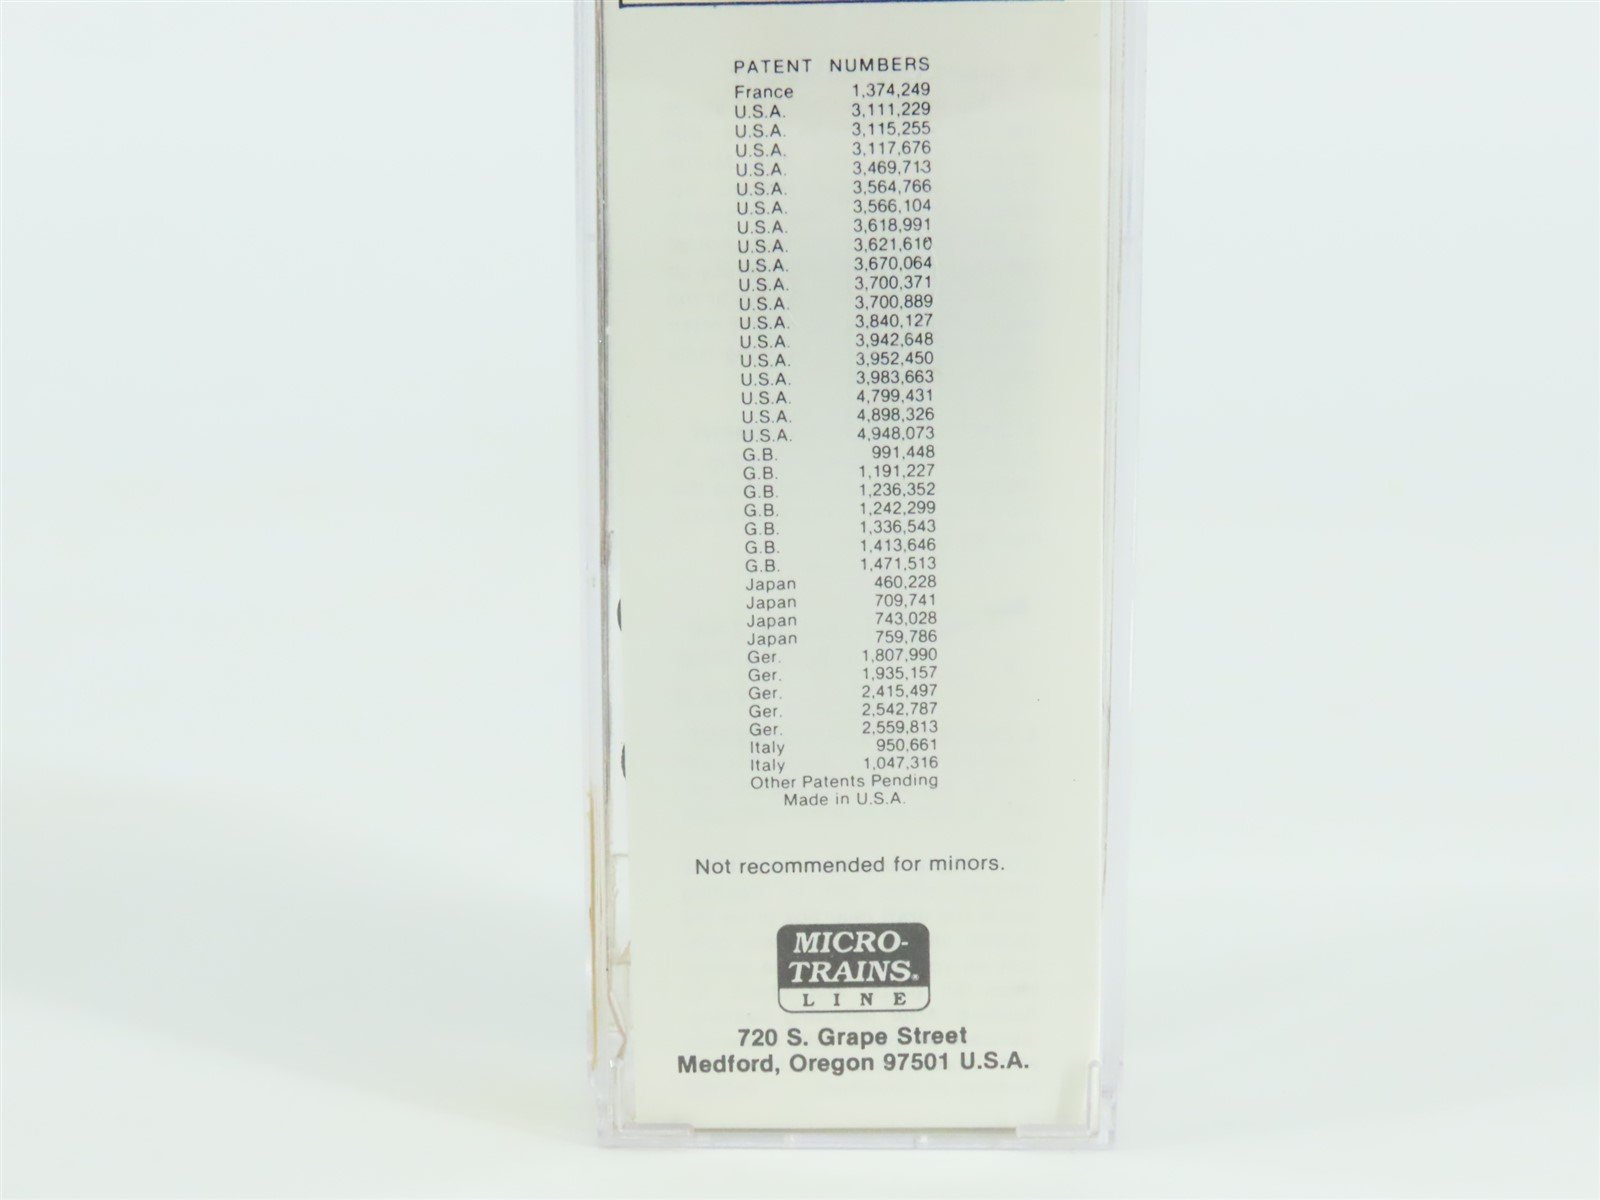 PATENT NUMBERS
France 1,374,249
U.S.A. 3,111,229
U.S.A. 3,115,255
U.S.A. 3,117,676
U.S.A. 3,469,713
U.S.A. 3,564,766
U.S.A. 3,566,104
U.S.A. 3,618,991
U.S.A. 3,621,610
U.S.A. 3,670,064
U.S.A. 3,700,371
U.S.A. 3,700,889
U.S.A. 3,840,127
U.S.A. 3,942,648
U.S.A. 3,952,450
U.S.A. 3,983,663
U.S.A. 4,799,431
U.S.A. 4,898,326
U.S.A. 4,948,073
G.B. 991,448
G.B. 1,191,227
G.B. 1,236,352
G.B. 1,242,299
G.B. 1,336,543
G.B. 1,413,646
G.B. 1,471,513
Japan 460,228
Japan 709,741
Japan 743,028
Japan 759,786
Ger. 1,807,990
Ger. 1,935,157
Ger. 2,415,497
Ger. 2,542,787
Ger. 2,559,813
Italy 950,661
Italy 1,047,316
Other Patents Pending
Made in U.S.A.
Not recommended for minors.
MICRO-
TRAINS®
LINE
720 S. Grape Street
Medford, Oregon 97501 U.S.A.